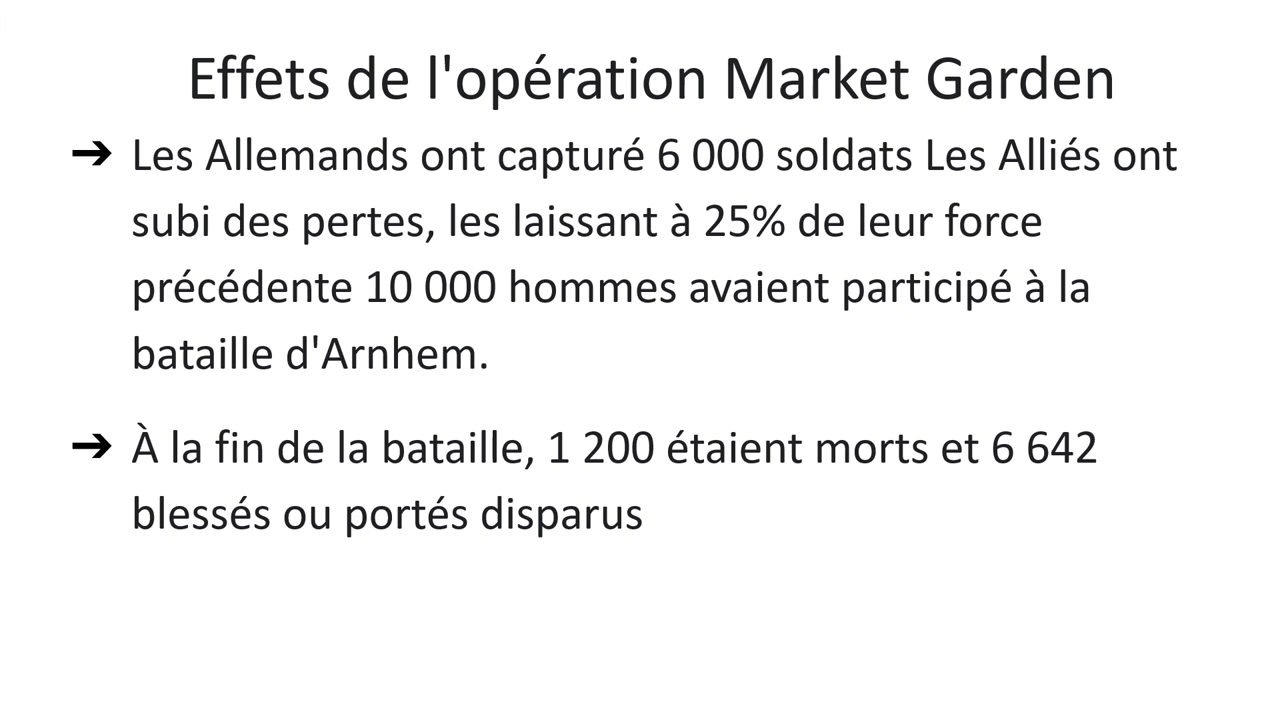 Effets de l'opération Market Garden
➔ Les Allemands ont capturé 6 000 soldats Les Alliés ont
subi des pertes, les laissant à 25% de leur force
précédente 10 000 hommes avaient participé à la
bataille d'Arnhem.
➔ À la fin de la bataille, 1 200 étaient morts et 6 642
blessés ou portés disparus